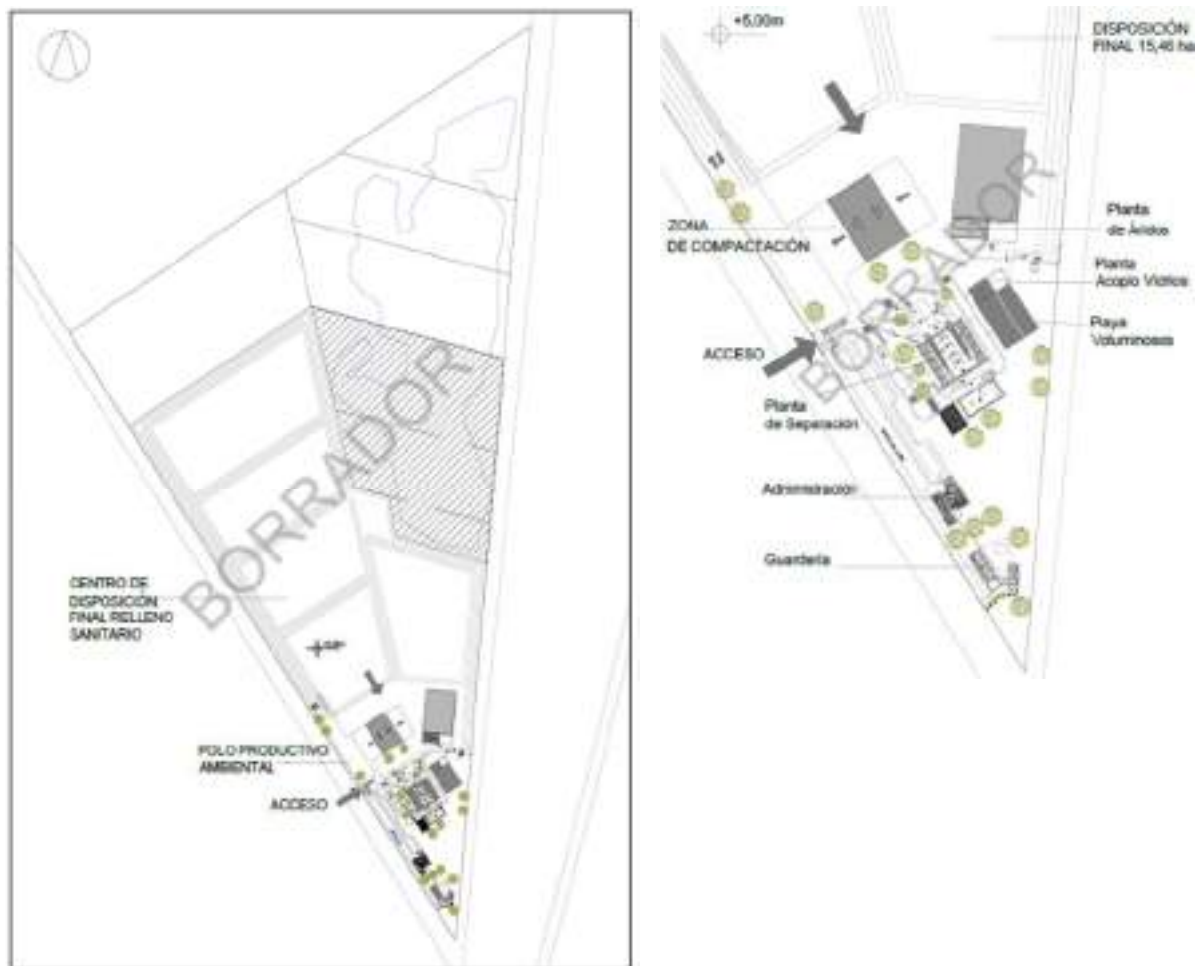 CENTRO DE
DISPOSICIÓN
FINAL RELLENO
SANITARIO
POLO PRODUCTIVO
AMBIENTAL
ACCESO
BORRADOR
+5,00m
DISPOSICIÓN
FINAL 15,46 ha
ZONA
DE COMPACTACIÓN
Planta
de Áridos
Planta
Acopio Vidrios
Playa
Voluminosos
ACCESO
Planta
de Separación
Administración
Guardería
BORRADOR